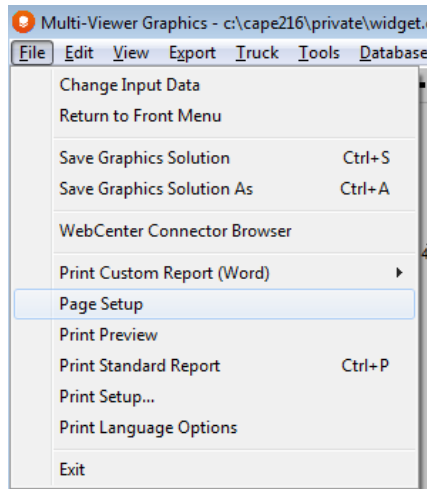 Multi-Viewer Graphics - c:\cape216\private\widget.
File Edit View Export Truck Tools Database
Change Input Data
Return to Front Menu
Save Graphics Solution Ctrl+S
Save Graphics Solution As Ctrl+A
WebCenter Connector Browser
Print Custom Report (Word)
Page Setup
Print Preview
Print Standard Report Ctrl+P
Print Setup...
Print Language Options
Exit